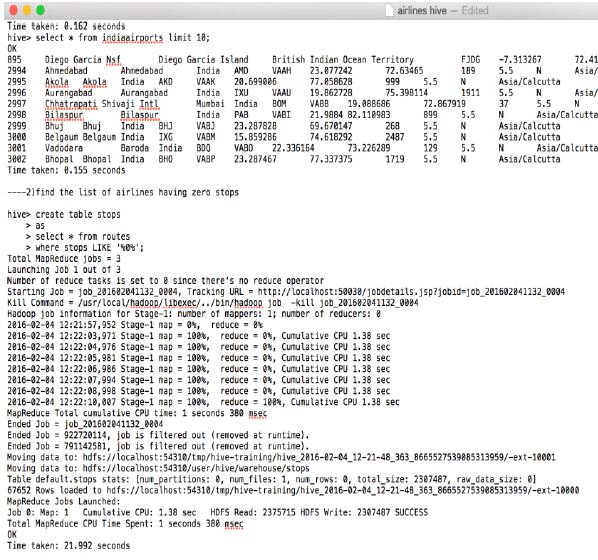 airlines hive — Edited
Time taken: 0.162 seconds
hive> select * from indiaairports limit 10;
OK
895 Diego Garcia Nsf Diego Garcia Island British Indian Ocean Territory FJDG -7.313267 72.41
2994 Ahmedabad Ahmedabad India AMD VAAH 23.077242 72.63465 189 5.5 N Asia/
2995 Akola Akola India AKD VAAK 20.699006 77.058628 999 5.5 N Asia/Calcutta
2996 Aurangabad Aurangabad India IXU VAAU 19.862728 75.398114 1911 5.5 N Asia/
2997 Chhatrapati Shivaji Intl Mumbai India BOM VABB 19.088686 72.867919 37 5.5 N
2998 Bilaspur Bilaspur India PAB VABI 21.9884 82.110983 899 5.5 N Asia/Calcutta
2999 Bhuj Bhuj India BHJ VABJ 23.287828 69.670147 268 5.5 N Asia/Calcutta
3000 Belgaum Belgaum India IXG VABM 15.859286 74.618292 2487 5.5 N Asia/Calcutta
3001 Vadodara Baroda India BDQ VABO 22.336164 73.226289 129 5.5 N Asia/Calcutta
3002 Bhopal Bhopal India BHO VABP 23.287467 77.337375 1719 5.5 N Asia/Calcutta
Time taken: 0.155 seconds
----2)find the list of airlines having zero stops
hive> create table stops
> as
> select * from routes
> where stops LIKE '%0%';
Total MapReduce jobs = 3
Launching Job 1 out of 3
Number of reduce tasks is set to 0 since there's no reduce operator
Starting Job = job_201602041132_0004, Tracking URL = http://localhost:50030/jobdetails.jsp?jobid=job_201602041132_0004
Kill Command = /usr/local/hadoop/libexec/../bin/hadoop job -kill job_201602041132_0004
Hadoop job information for Stage-1: number of mappers: 1; number of reducers: 0
2016-02-04 12:21:57,952 Stage-1 map = 0%, reduce = 0%
2016-02-04 12:22:03,971 Stage-1 map = 100%, reduce = 0%, Cumulative CPU 1.38 sec
2016-02-04 12:22:04,976 Stage-1 map = 100%, reduce = 0%, Cumulative CPU 1.38 sec
2016-02-04 12:22:05,981 Stage-1 map = 100%, reduce = 0%, Cumulative CPU 1.38 sec
2016-02-04 12:22:06,986 Stage-1 map = 100%, reduce = 0%, Cumulative CPU 1.38 sec
2016-02-04 12:22:07,994 Stage-1 map = 100%, reduce = 0%, Cumulative CPU 1.38 sec
2016-02-04 12:22:08,998 Stage-1 map = 100%, reduce = 0%, Cumulative CPU 1.38 sec
2016-02-04 12:22:10,007 Stage-1 map = 100%, reduce = 100%, Cumulative CPU 1.38 sec
MapReduce Total cumulative CPU time: 1 seconds 380 msec
Ended Job = job_201602041132_0004
Ended Job = 922720114, job is filtered out (removed at runtime).
Ended Job = 791142581, job is filtered out (removed at runtime).
Moving data to: hdfs://localhost:54310/tmp/hive-training/hive_2016-02-04_12-21-48_363_8665527539085313959/-ext-10001
Moving data to: hdfs://localhost:54310/user/hive/warehouse/stops
Table default.stops stats: [num_partitions: 0, num_files: 1, num_rows: 0, total_size: 2307487, raw_data_size: 0]
67652 Rows loaded to hdfs://localhost:54310/tmp/hive-training/hive_2016-02-04_12-21-48_363_8665527539085313959/-ext-10000
MapReduce Jobs Launched:
Job 0: Map: 1 Cumulative CPU: 1.38 sec HDFS Read: 2375715 HDFS Write: 2307487 SUCCESS
Total MapReduce CPU Time Spent: 1 seconds 380 msec
OK
Time taken: 21.992 seconds